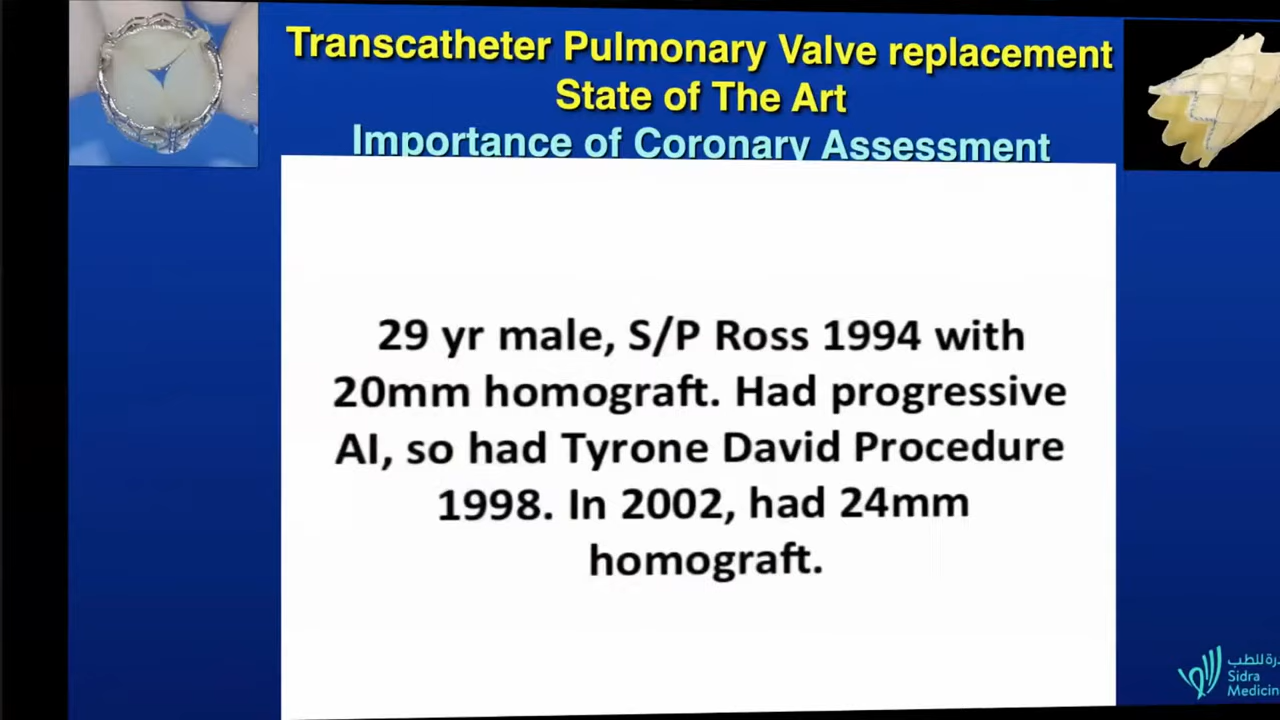 Transcatheter Pulmonary Valve replacement
State of The Art
Importance of Coronary Assessment
29 yr male, S/P Ross 1994 with
20mm homograft. Had progressive
AI, so had Tyrone David Procedure
1998. In 2002, had 24mm
homograft.
Sidra